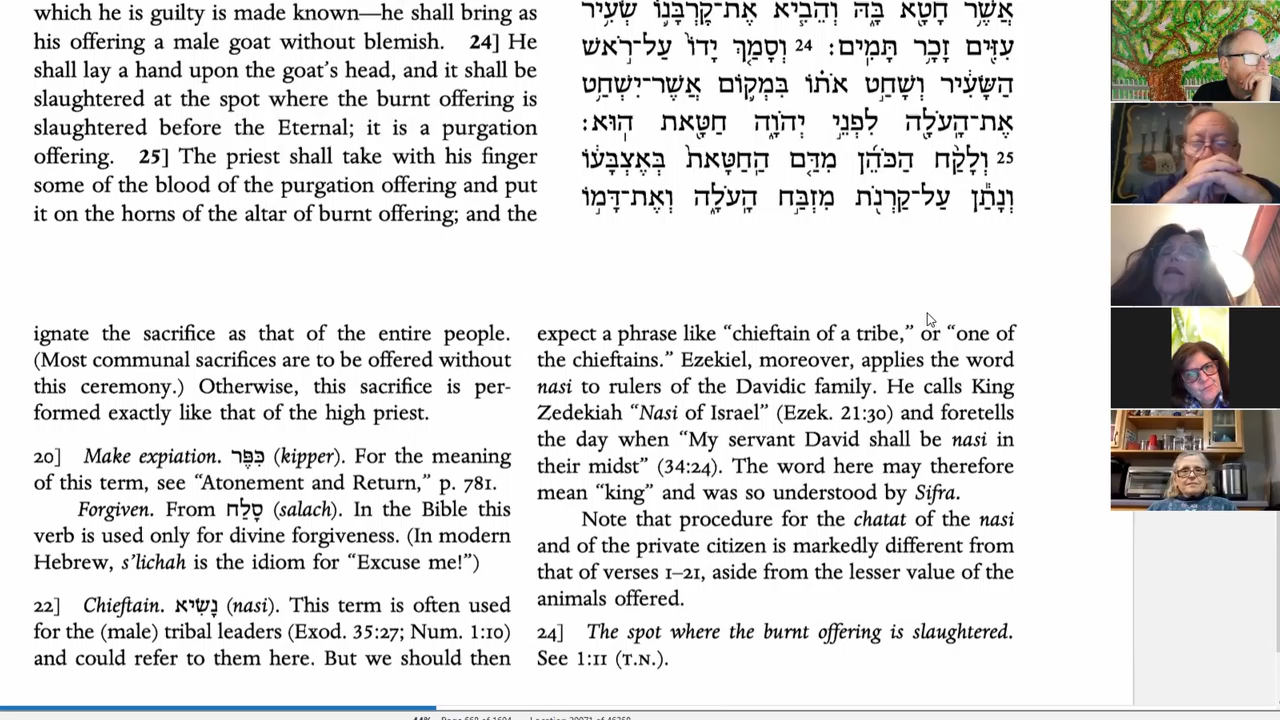 which he is guilty is made known—he shall bring as
his offering a male goat without blemish. 24] He
shall lay a hand upon the goat's head, and it shall be
slaughtered at the spot where the burnt offering is
slaughtered before the Eternal; it is a purgation
offering. 25] The priest shall take with his finger
some of the blood of the purgation offering and put
it on the horns of the altar of burnt offering; and the
אֲשֶׁ֥ר חָטָ֖א בָּ֑הּ וְהֵבִ֧יא אֶת־קׇרְבָּנ֛וֹ שְׂעִ֥יר
עִזִּ֖ים זָכָ֥ר תָּמִֽים׃ 24 וְסָמַ֤ךְ יָדוֹ֙ עַל־רֹ֣אשׁ
הַשָּׂעִ֔יר וְשָׁחַ֣ט אֹת֔וֹ בִּמְק֛וֹם אֲשֶׁר־יִשְׁחַ֥ט
אֶת־הָעֹלָ֖ה לִפְנֵ֣י יְהֹוָ֑ה חַטָּ֖את הֽוּא׃
25 וְלָקַ֨ח הַכֹּהֵ֜ן מִדַּ֤ם הַֽחַטָּאת֙ בְּאֶצְבָּע֔וֹ
וְנָתַ֕ן עַל־קַרְנֹ֖ת מִזְבַּ֣ח הָֽעֹלָ֑ה וְאֶת־דָּמ֣וֹ
ignate the sacrifice as that of the entire people.
(Most communal sacrifices are to be offered without
this ceremony.) Otherwise, this sacrifice is per-
formed exactly like that of the high priest.
20] Make expiation. כִּפֶּר (kipper). For the meaning
of this term, see “Atonement and Return,” p. 781.
Forgiven. From סָלַח (salach). In the Bible this
verb is used only for divine forgiveness. (In modern
Hebrew, s'lichah is the idiom for “Excuse me!”)
22] Chieftain. נָשִׂיא (nasi). This term is often used
for the (male) tribal leaders (Exod. 35:27; Num. 1:10)
and could refer to them here. But we should then
expect a phrase like “chieftain of a tribe,” or “one of
the chieftains.” Ezekiel, moreover, applies the word
nasi to rulers of the Davidic family. He calls King
Zedekiah “Nasi of Israel” (Ezek. 21:30) and foretells
the day when “My servant David shall be nasi in
their midst” (34:24). The word here may therefore
mean “king” and was so understood by Sifra.
Note that procedure for the chatat of the nasi
and of the private citizen is markedly different from
that of verses 1–21, aside from the lesser value of the
animals offered.
24] The spot where the burnt offering is slaughtered.
See 1:11 (T.N.).